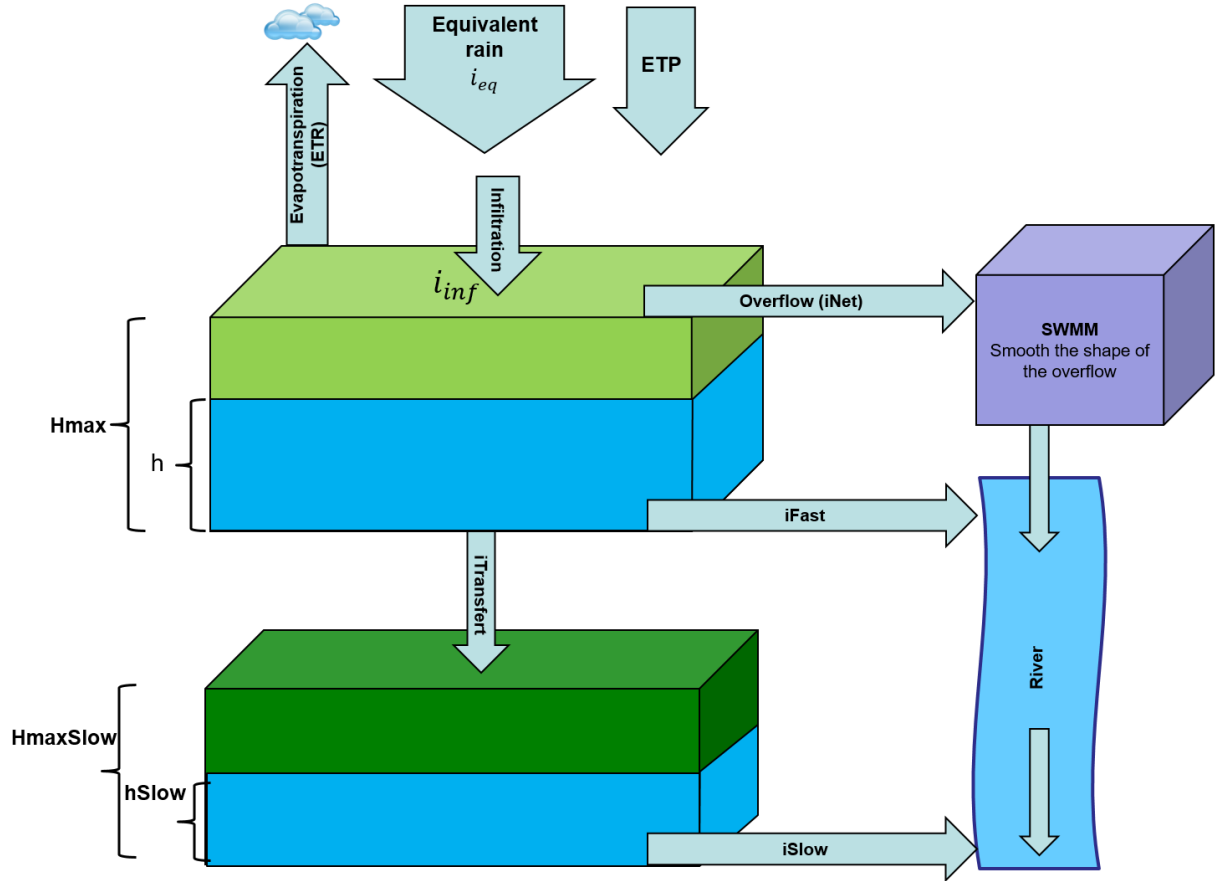 Equivalent
rain
i_eq
ETP
Evapotranspiration
(ETR)
Infiltration
i_inf
Overflow (iNet)
SWMM
Smooth the shape of
the overflow
Hmax
h
iFast
iTransfert
River
HmaxSlow
hSlow
iSlow